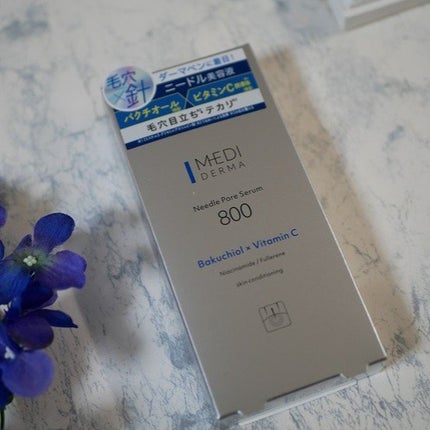 毛穴
×針
ダーマペンに着目!
ニードル美容液
バクチオール
ビタミンC
毛穴目立ち テカリ
MEDI
DERMA
Needle Pore Serum
800
Bakuchiol × Vitamin C
Niacinamide / Fullerene
skin conditioning